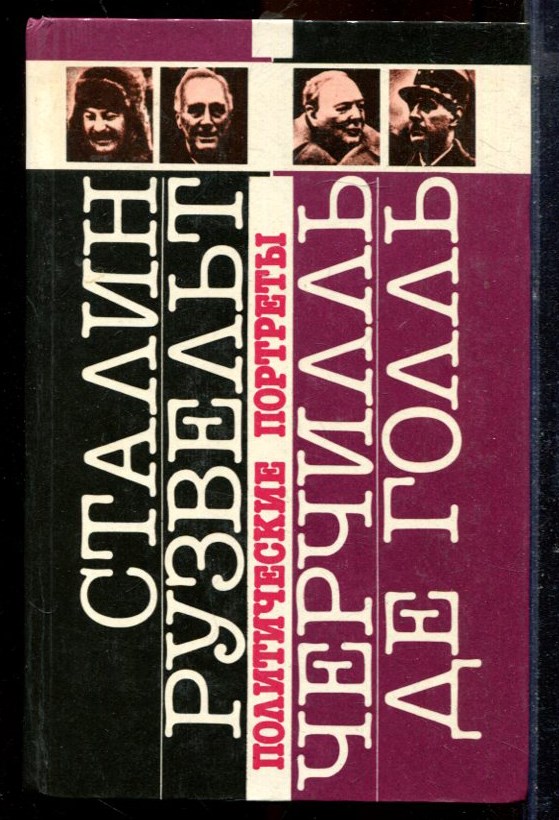 СТАЛИН
РУЗВЕЛЬТ
ПОЛИТИЧЕСКИЕ ПОРТРЕТЫ
ЧЕРЧИЛЛЬ
ДЕ ГОЛЛЬ